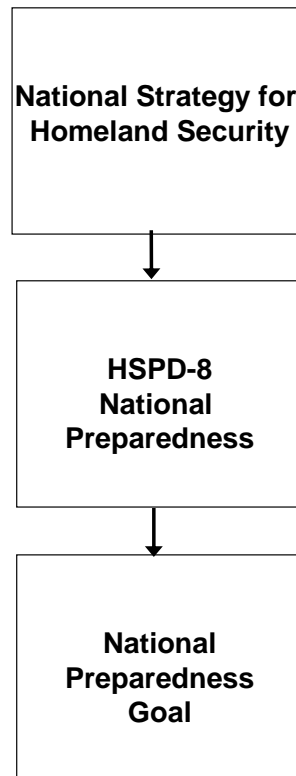 National Strategy for
Homeland Security
HSPD-8
National
Preparedness
National
Preparedness
Goal